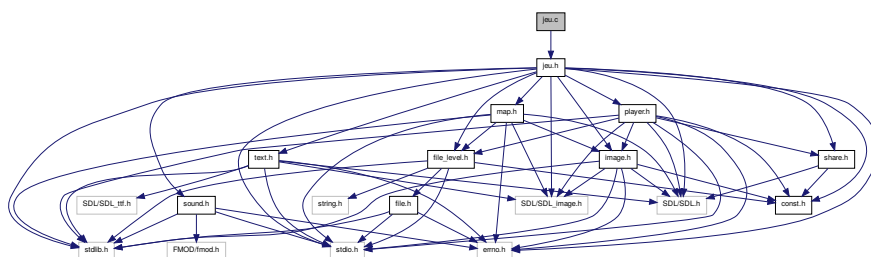 jeu.c
jeu.h
map.h player.h
text.h file_level.h image.h share.h
SDL/SDL_ttf.h sound.h string.h file.h SDL/SDL_image.h SDL/SDL.h const.h
stdlib.h FMOD/fmod.h stdio.h errno.h